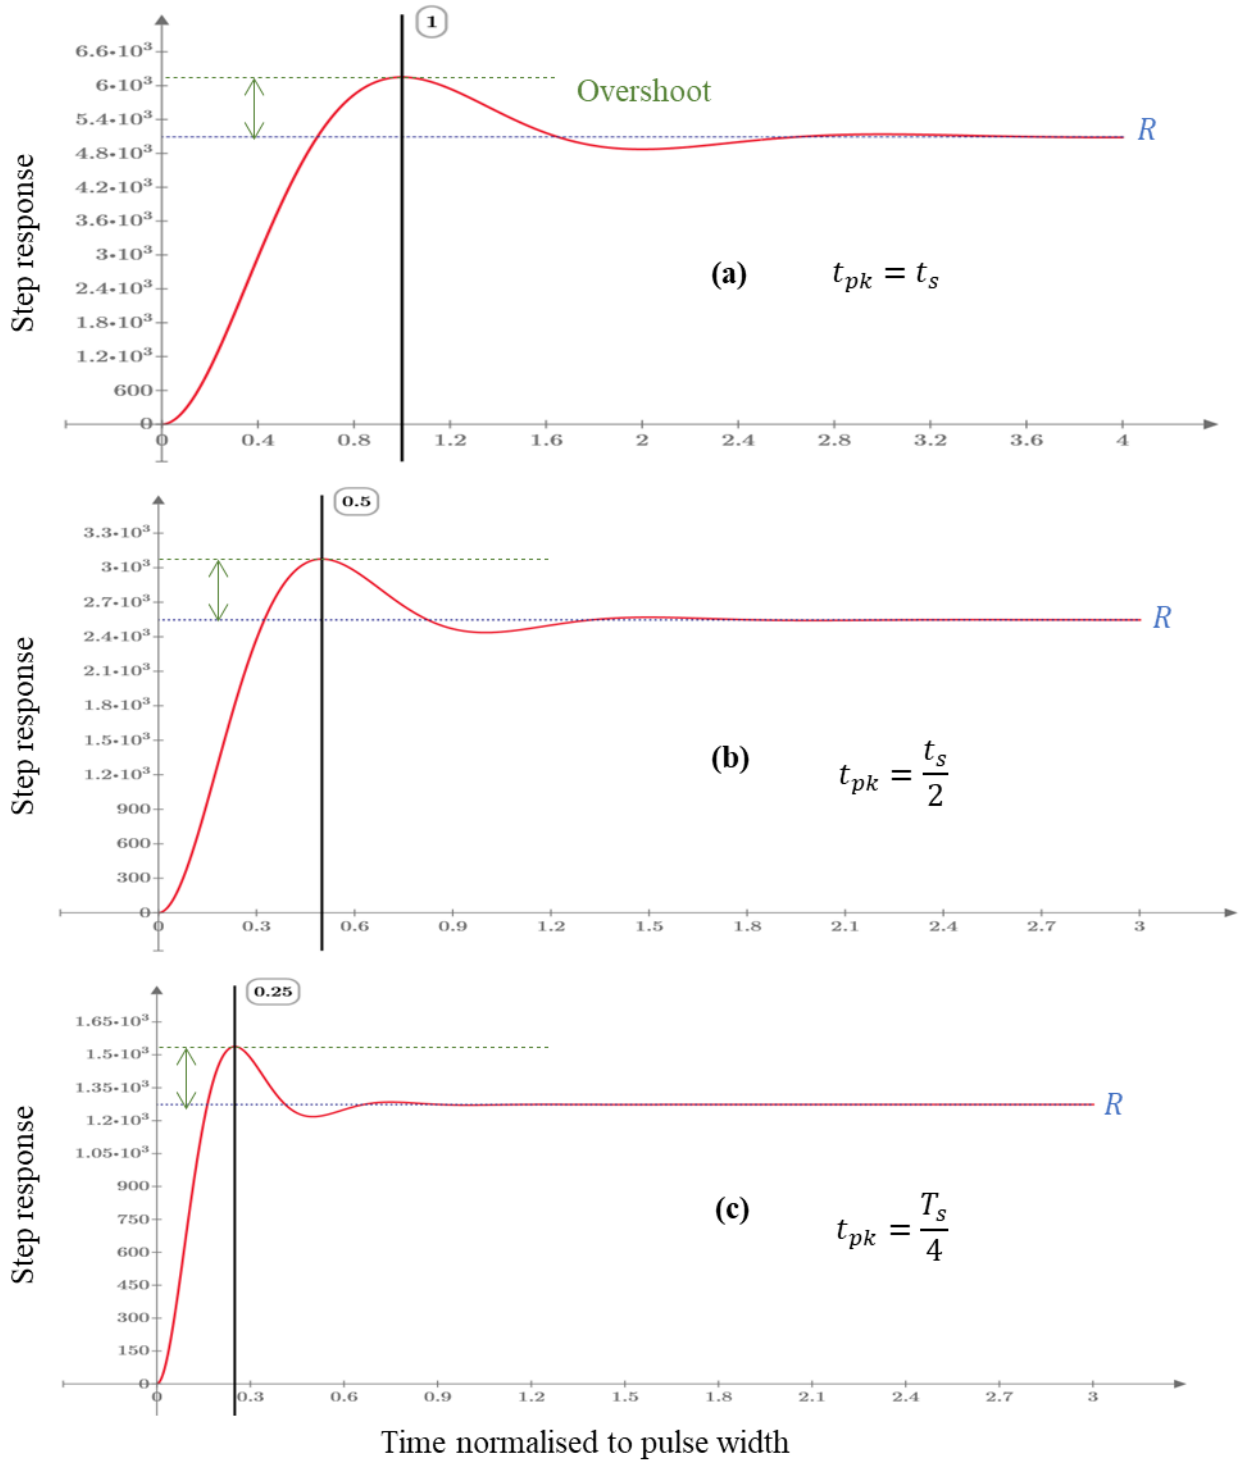 1
6.6•10³
6•10³
5.4•10³
4.8•10³
4.2•10³
3.6•10³
3•10³
2.4•10³
1.8•10³
1.2•10³
600
0
Overshoot
R
Step response
(a) t_pk = t_s
0 0.4 0.8 1.2 1.6 2 2.4 2.8 3.2 3.6 4
0.5
3.3•10³
3•10³
2.7•10³
2.4•10³
2.1•10³
1.8•10³
1.5•10³
1.2•10³
900
600
300
0
R
Step response
(b) t_pk = t_s/2
0 0.3 0.6 0.9 1.2 1.5 1.8 2.1 2.4 2.7 3
0.25
1.65•10³
1.5•10³
1.35•10³
1.2•10³
1.05•10³
900
750
600
450
300
150
0
R
Step response
(c) t_pk = T_s/4
0 0.3 0.6 0.9 1.2 1.5 1.8 2.1 2.4 2.7 3
Time normalised to pulse width